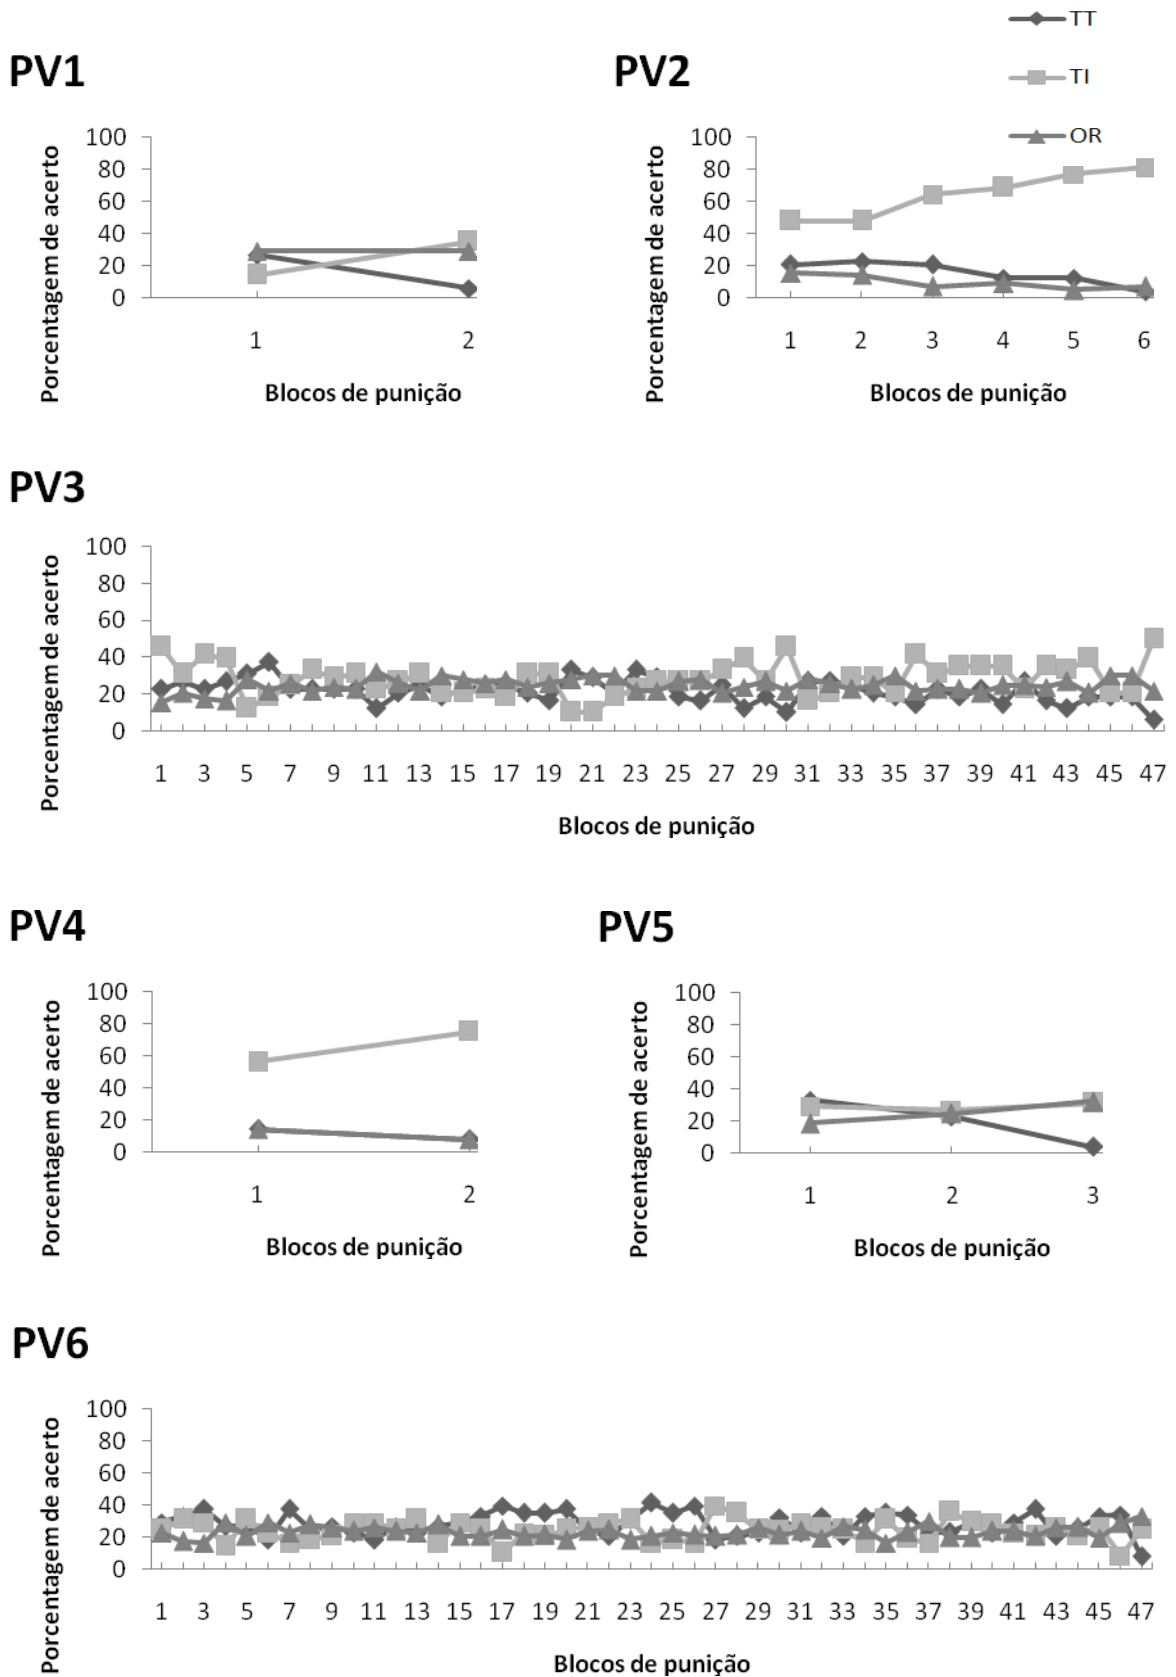 TT
PV1
PV2
TI
OR
Porcentagem de acerto
100
80
60
40
20
0
1 2
Blocos de punição
Porcentagem de acerto
100
80
60
40
20
0
1 2 3 4 5 6
Blocos de punição
PV3
Porcentagem de acerto
100
80
60
40
20
0
1 3 5 7 9 11 13 15 17 19 21 23 25 27 29 31 33 35 37 39 41 43 45 47
Blocos de punição
PV4
PV5
Porcentagem de acerto
100
80
60
40
20
0
1 2
Blocos de punição
Porcentagem de acerto
100
80
60
40
20
0
1 2 3
Blocos de punição
PV6
Porcentagem de acerto
100
80
60
40
20
0
1 3 5 7 9 11 13 15 17 19 21 23 25 27 29 31 33 35 37 39 41 43 45 47
Blocos de punição